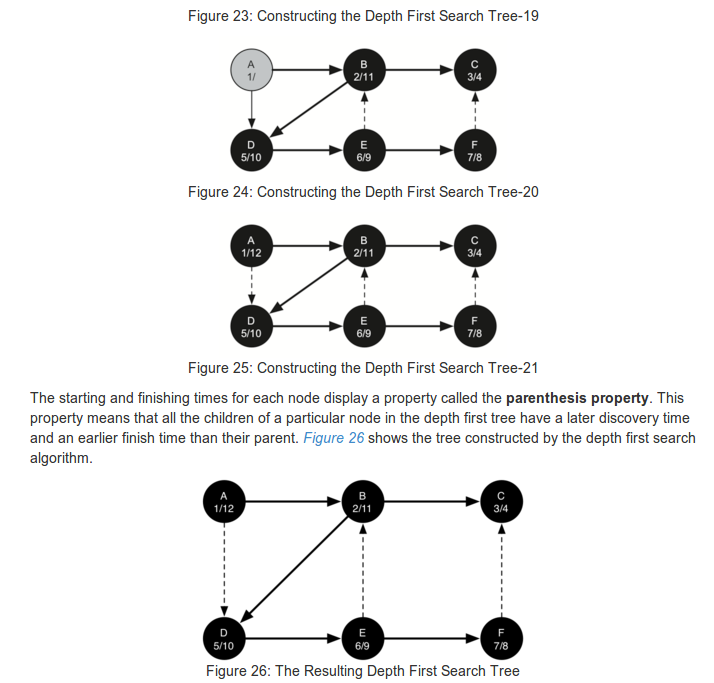 Figure 23: Constructing the Depth First Search Tree-19
A
1/
B
2/11
C
3/4
D
5/10
E
6/9
F
7/8
Figure 24: Constructing the Depth First Search Tree-20
A
1/12
B
2/11
C
3/4
D
5/10
E
6/9
F
7/8
Figure 25: Constructing the Depth First Search Tree-21
The starting and finishing times for each node display a property called the parenthesis property. This
property means that all the children of a particular node in the depth first tree have a later discovery time
and an earlier finish time than their parent. Figure 26 shows the tree constructed by the depth first search
algorithm.
A
1/12
B
2/11
C
3/4
D
5/10
E
6/9
F
7/8
Figure 26: The Resulting Depth First Search Tree